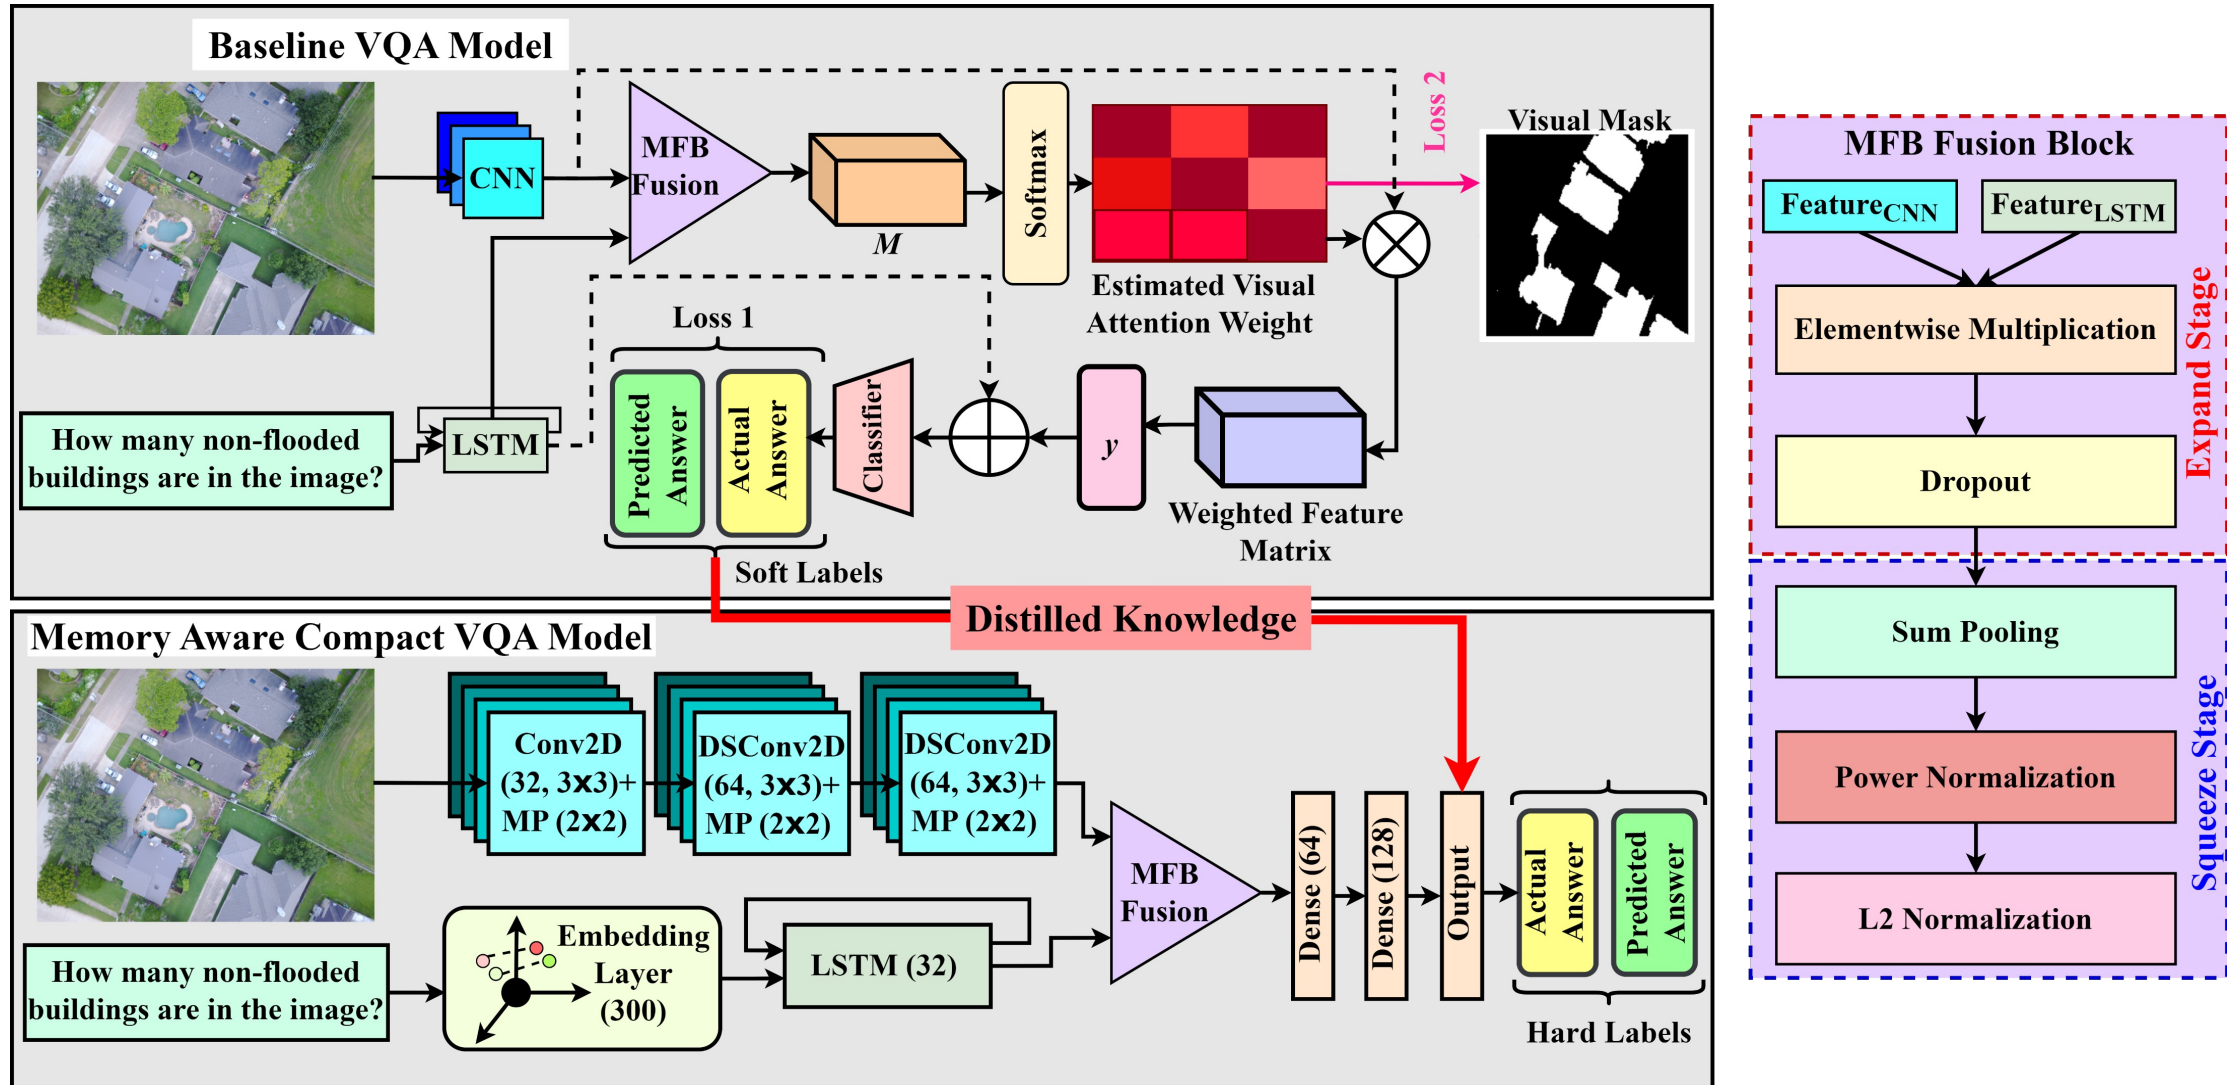 Baseline VQA Model
CNN
MFB
Fusion
M
Softmax
Estimated Visual
Attention Weight
Loss 2
Visual Mask
How many non-flooded
buildings are in the image?
LSTM
Loss 1
Predicted
Answer
Actual
Answer
Classifier
y
Weighted Feature
Matrix
Soft Labels
Distilled Knowledge
Memory Aware Compact VQA Model
Conv2D
(32, 3x3)+
MP (2x2)
DSConv2D
(64, 3x3)+
MP (2x2)
DSConv2D
(64, 3x3)+
MP (2x2)
How many non-flooded
buildings are in the image?
Embedding
Layer
(300)
LSTM (32)
MFB
Fusion
Dense (64)
Dense (128)
Output
Actual
Answer
Predicted
Answer
Hard Labels
MFB Fusion Block
FeatureCNN
FeatureLSTM
Elementwise Multiplication
Dropout
Expand Stage
Sum Pooling
Power Normalization
L2 Normalization
Squeeze Stage